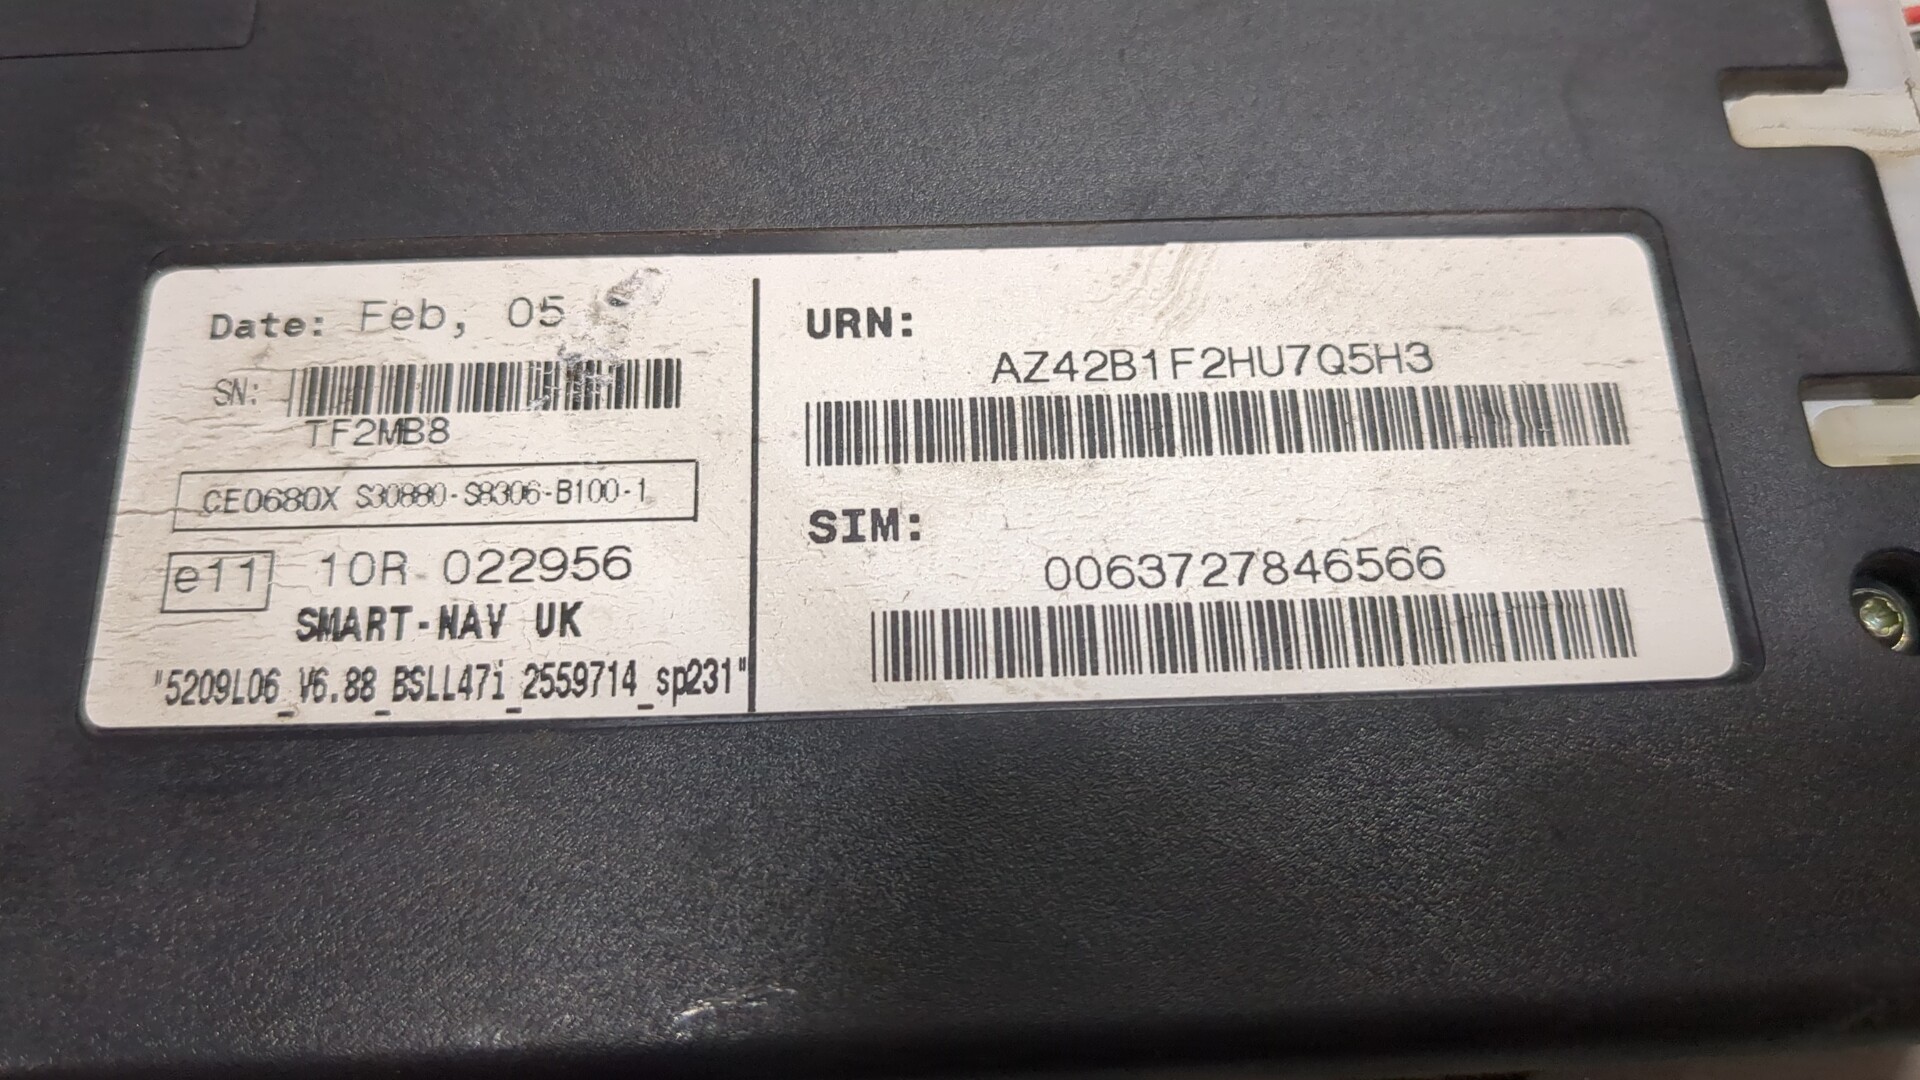 Date: Feb, 05
SN:
TF2MB8
CE0680X S30880-S8306-B100-1
e11 10R-022956
SMART-NAV UK
"5209L06_V6.88_BSLL47i_2559714_sp231"
URN:
AZ42B1F2HU7Q5H3
SIM:
0063727846566